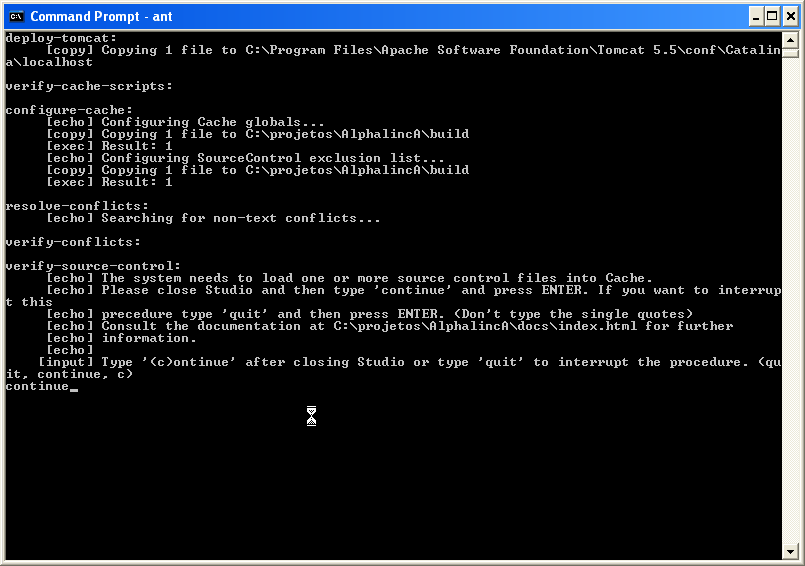 Command Prompt - ant
deploy-tomcat:
[copy] Copying 1 file to C:\Program Files\Apache Software Foundation\Tomcat 5.5\conf\Catalin
a\localhost
verify-cache-scripts:
configure-cache:
[echo] Configuring Cache globals...
[copy] Copying 1 file to C:\projetos\AlphalincA\build
[exec] Result: 1
[echo] Configuring SourceControl exclusion list...
[copy] Copying 1 file to C:\projetos\AlphalincA\build
[exec] Result: 1
resolve-conflicts:
[echo] Searching for non-text conflicts...
verify-conflicts:
verify-source-control:
[echo] The system needs to load one or more source control files into Cache.
[echo] Please close Studio and then type 'continue' and press ENTER. If you want to interrup
t this
[echo] precedure type 'quit' and then press ENTER. (Don't type the single quotes)
[echo] Consult the documentation at C:\projetos\AlphalincA\docs\index.html for further
[echo] information.
[echo]
[input] Type '(c)ontinue' after closing Studio or type 'quit' to interrupt the procedure. (qu
it, continue, c)
continue_